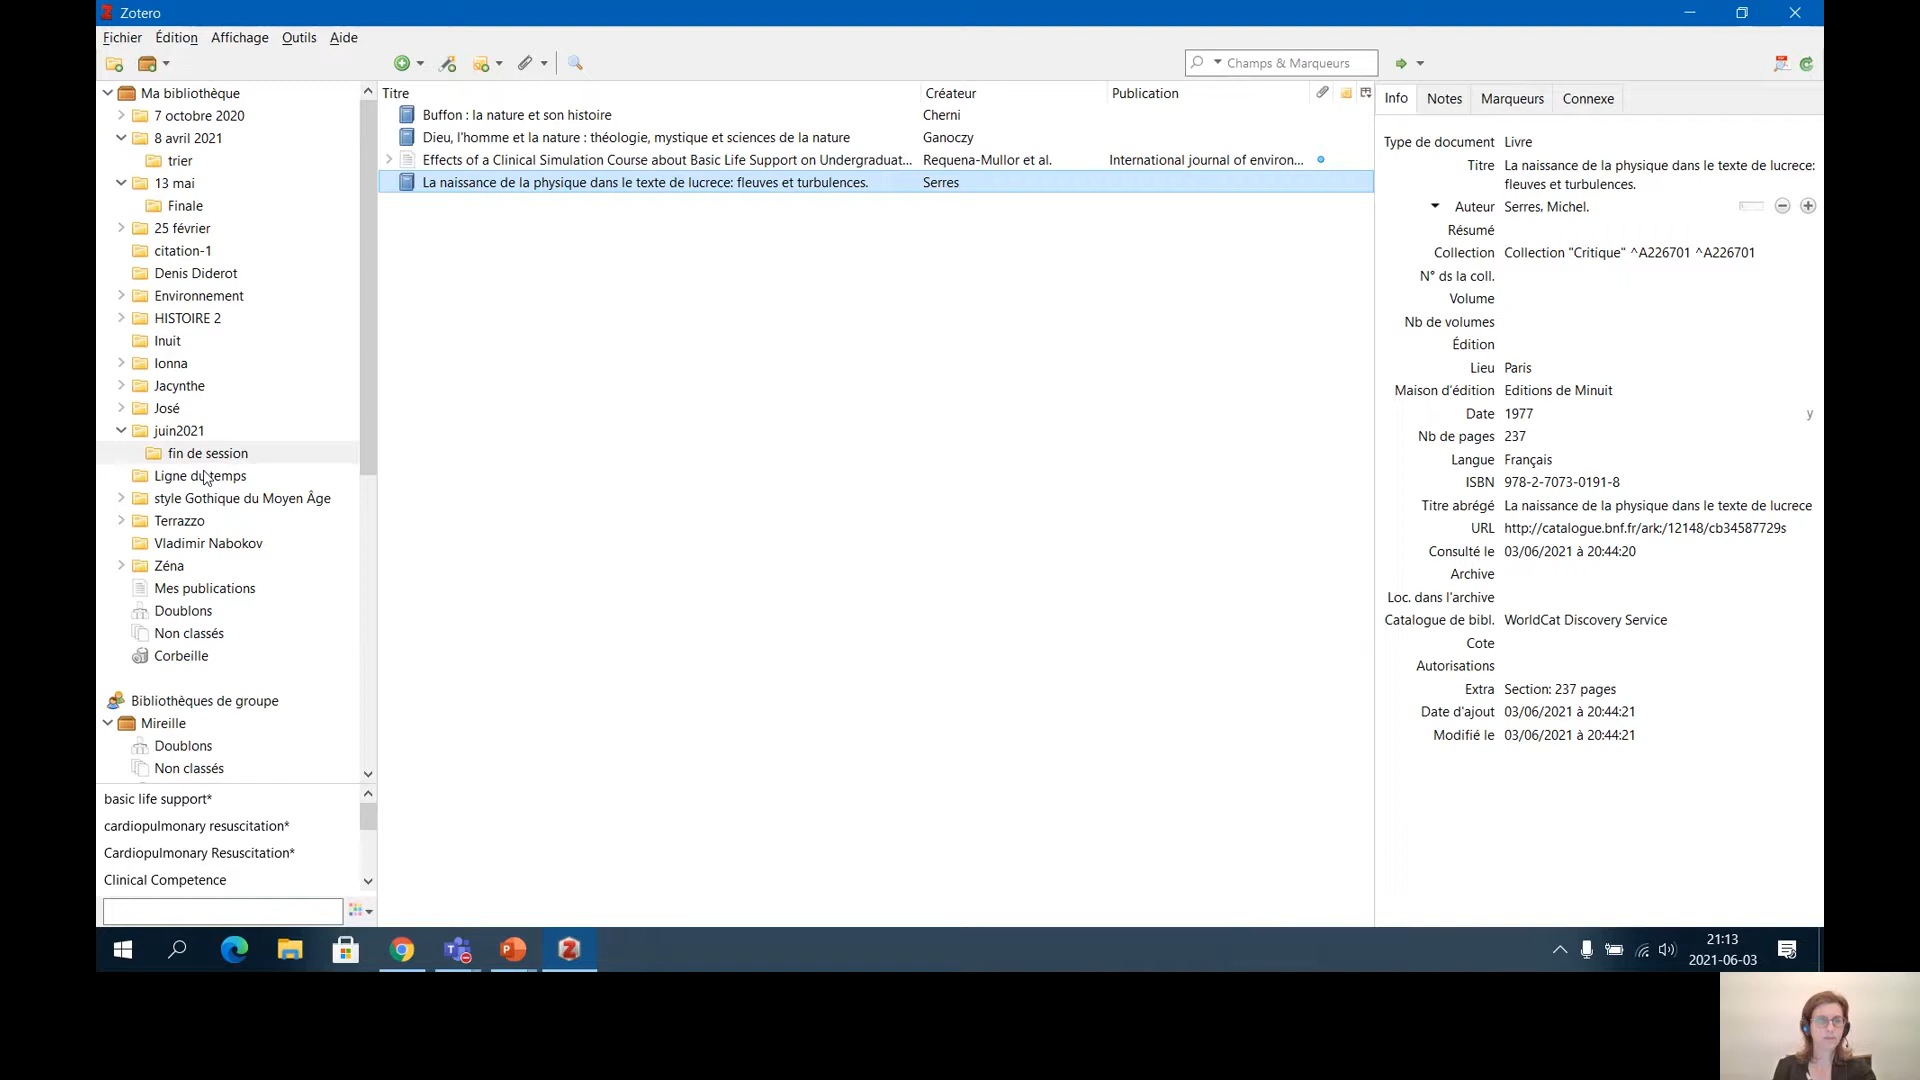 Zotero
Fichier Édition Affichage Outils Aide
Champs & Marqueurs
Ma bibliothèque
7 octobre 2020
8 avril 2021
trier
13 mai
Finale
25 février
citation-1
Denis Diderot
Environnement
HISTOIRE 2
Inuit
Ionna
Jacynthe
José
juin2021
fin de session
Ligne du temps
style Gothique du Moyen Âge
Terrazzo
Vladimir Nabokov
Zéna
Mes publications
Doublons
Non classés
Corbeille
Bibliothèques de groupe
Mireille
Doublons
Non classés
basic life support*
cardiopulmonary resuscitation*
Cardiopulmonary Resuscitation*
Clinical Competence
Titre Créateur Publication
Buffon : la nature et son histoire Cherni
Dieu, l'homme et la nature : théologie, mystique et sciences de la nature Ganoczy
Effects of a Clinical Simulation Course about Basic Life Support on Undergraduat... Requena-Mullor et al. International journal of environ...
La naissance de la physique dans le texte de lucrece: fleuves et turbulences. Serres
Info Notes Marqueurs Connexe
Type de document Livre
Titre La naissance de la physique dans le texte de lucrece:
fleuves et turbulences.
Auteur Serres, Michel.
Résumé
Collection Collection "Critique" ^A226701 ^A226701
N° ds la coll.
Volume
Nb de volumes
Édition
Lieu Paris
Maison d'édition Editions de Minuit
Date 1977 y
Nb de pages 237
Langue Français
ISBN 978-2-7073-0191-8
Titre abrégé La naissance de la physique dans le texte de lucrece
URL http://catalogue.bnf.fr/ark:/12148/cb34587729s
Consulté le 03/06/2021 à 20:44:20
Archive
Loc. dans l'archive
Catalogue de bibl. WorldCat Discovery Service
Cote
Autorisations
Extra Section: 237 pages
Date d'ajout 03/06/2021 à 20:44:21
Modifié le 03/06/2021 à 20:44:21
21:13
2021-06-03